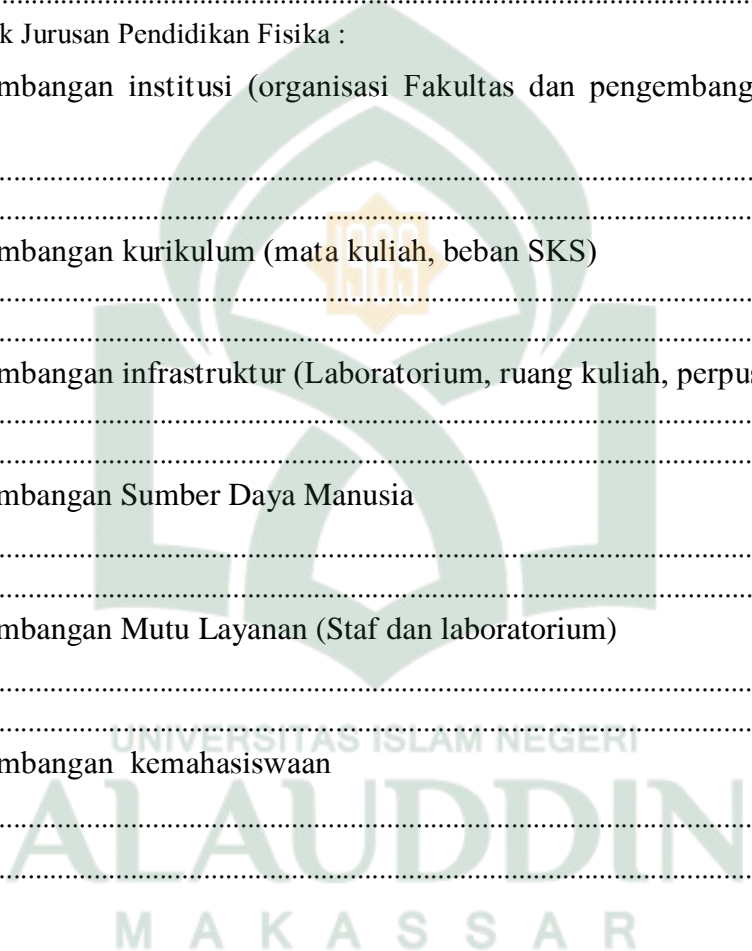 k Jurusan Pendidikan Fisika :
mbangan institusi (organisasi Fakultas dan pengembang
mbangan kurikulum (mata kuliah, beban SKS)
mbangan infrastruktur (Laboratorium, ruang kuliah, perpus
mbangan Sumber Daya Manusia
mbangan Mutu Layanan (Staf dan laboratorium)
UNIVERSITAS ISLAM NEGERI
mbangan kemahasiswaan
ALAUDDIN
MAKASSAR